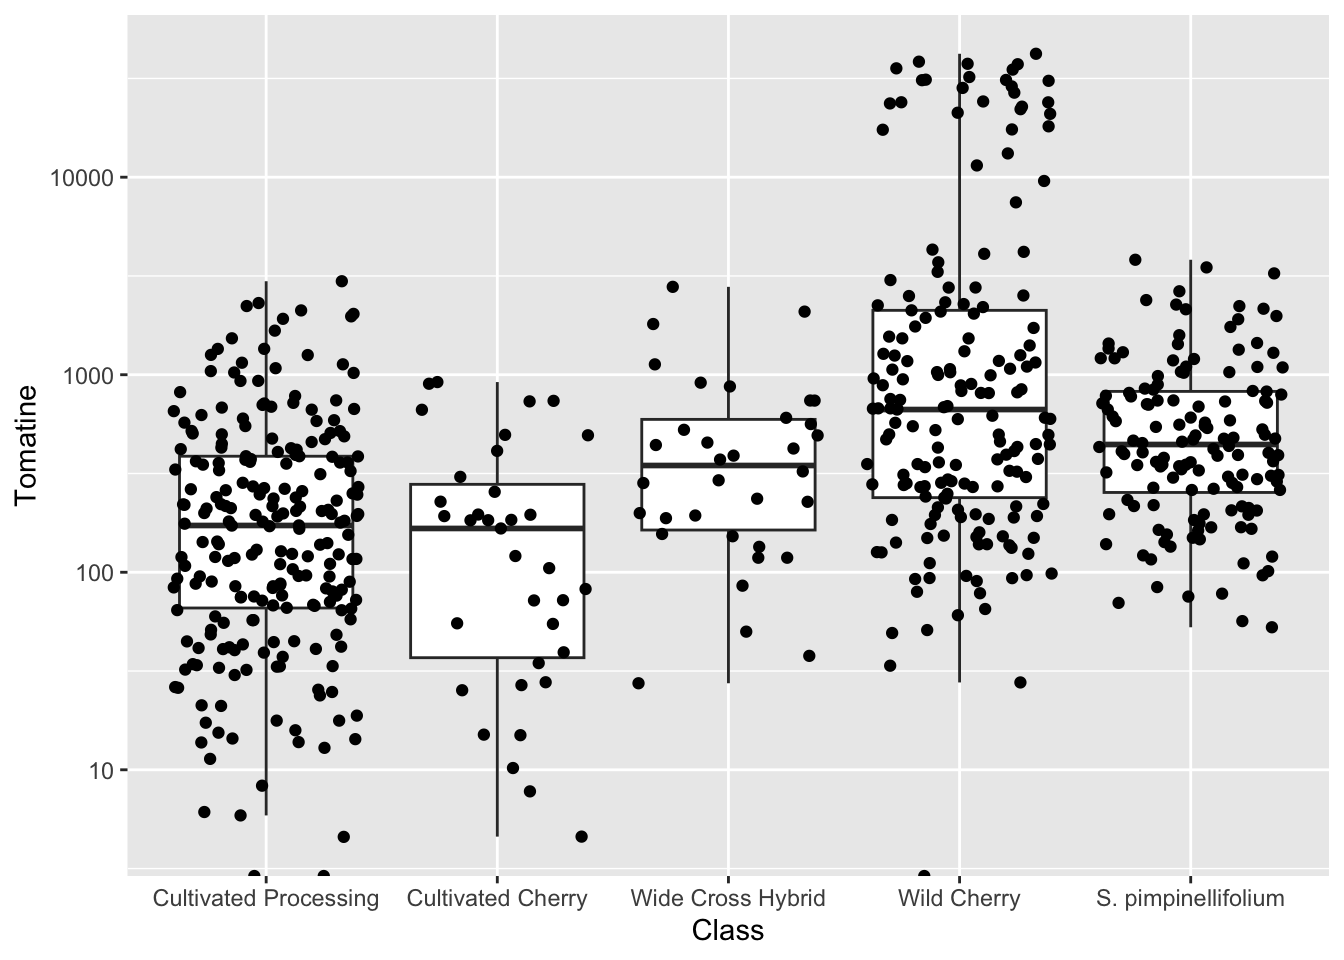 Tomatine
10000
1000
100
10
Cultivated Processing
Cultivated Cherry
Wide Cross Hybrid
Wild Cherry
S. pimpinellifolium
Class